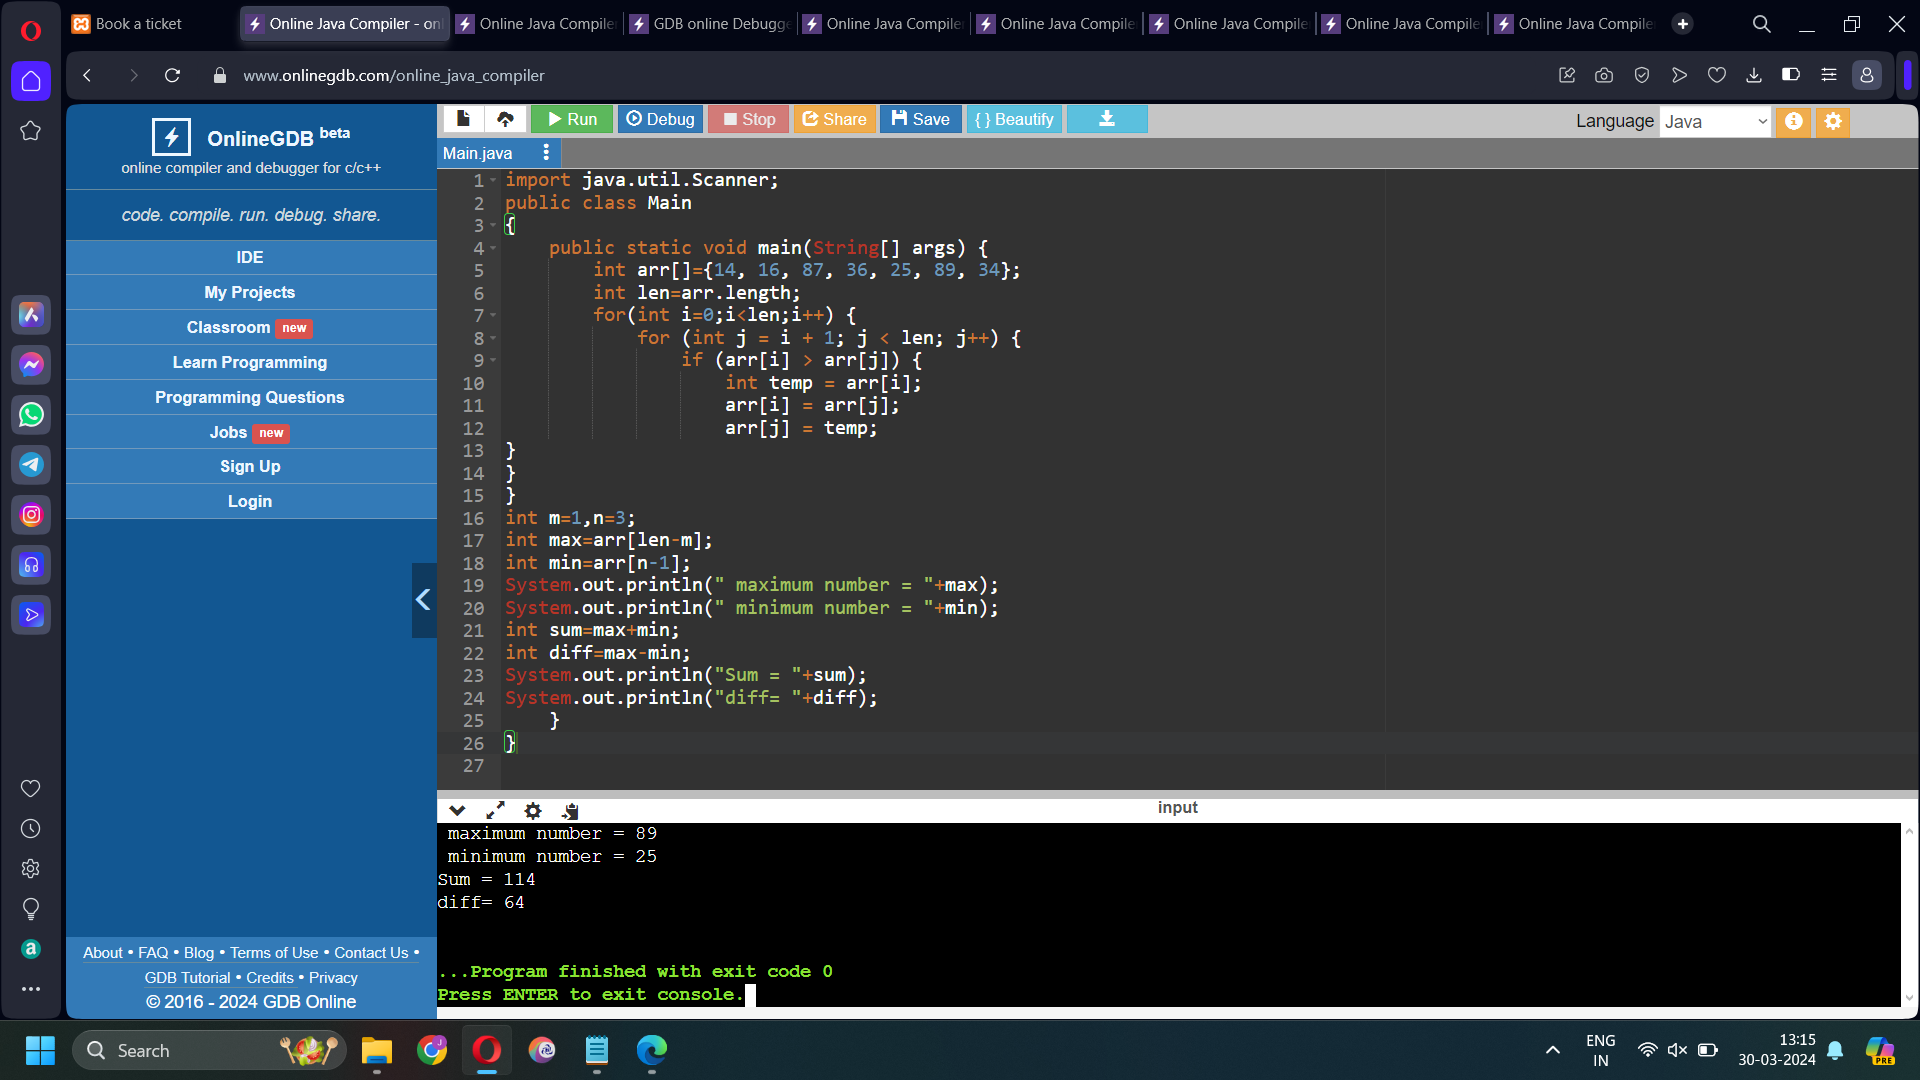 Book a ticket
Online Java Compiler - onl
Online Java Compiler
GDB online Debugge
Online Java Compiler
Online Java Compile
Online Java Compile
Online Java Compile
Online Java Compile
www.onlinegdb.com/online_java_compiler
OnlineGDB beta
online compiler and debugger for c/c++
code. compile. run. debug. share.
IDE
My Projects
Classroom new
Learn Programming
Programming Questions
Jobs new
Sign Up
Login
About • FAQ • Blog • Terms of Use • Contact Us •
GDB Tutorial • Credits • Privacy
© 2016 - 2024 GDB Online
Run Debug Stop Share Save { } Beautify
Language Java
Main.java
1 import java.util.Scanner;
2 public class Main
3 {
4 public static void main(String[] args) {
5 int arr[]={14, 16, 87, 36, 25, 89, 34};
6 int len=arr.length;
7 for(int i=0;i<len;i++) {
8 for (int j = i + 1; j < len; j++) {
9 if (arr[i] > arr[j]) {
10 int temp = arr[i];
11 arr[i] = arr[j];
12 arr[j] = temp;
13 }
14 }
15 }
16 int m=1,n=3;
17 int max=arr[len-m];
18 int min=arr[n-1];
19 System.out.println(" maximum number = "+max);
20 System.out.println(" minimum number = "+min);
21 int sum=max+min;
22 int diff=max-min;
23 System.out.println("Sum = "+sum);
24 System.out.println("diff= "+diff);
25 }
26 }
27
input
maximum number = 89
minimum number = 25
Sum = 114
diff= 64
...Program finished with exit code 0
Press ENTER to exit console.
Search
ENG
IN
13:15
30-03-2024
PRE